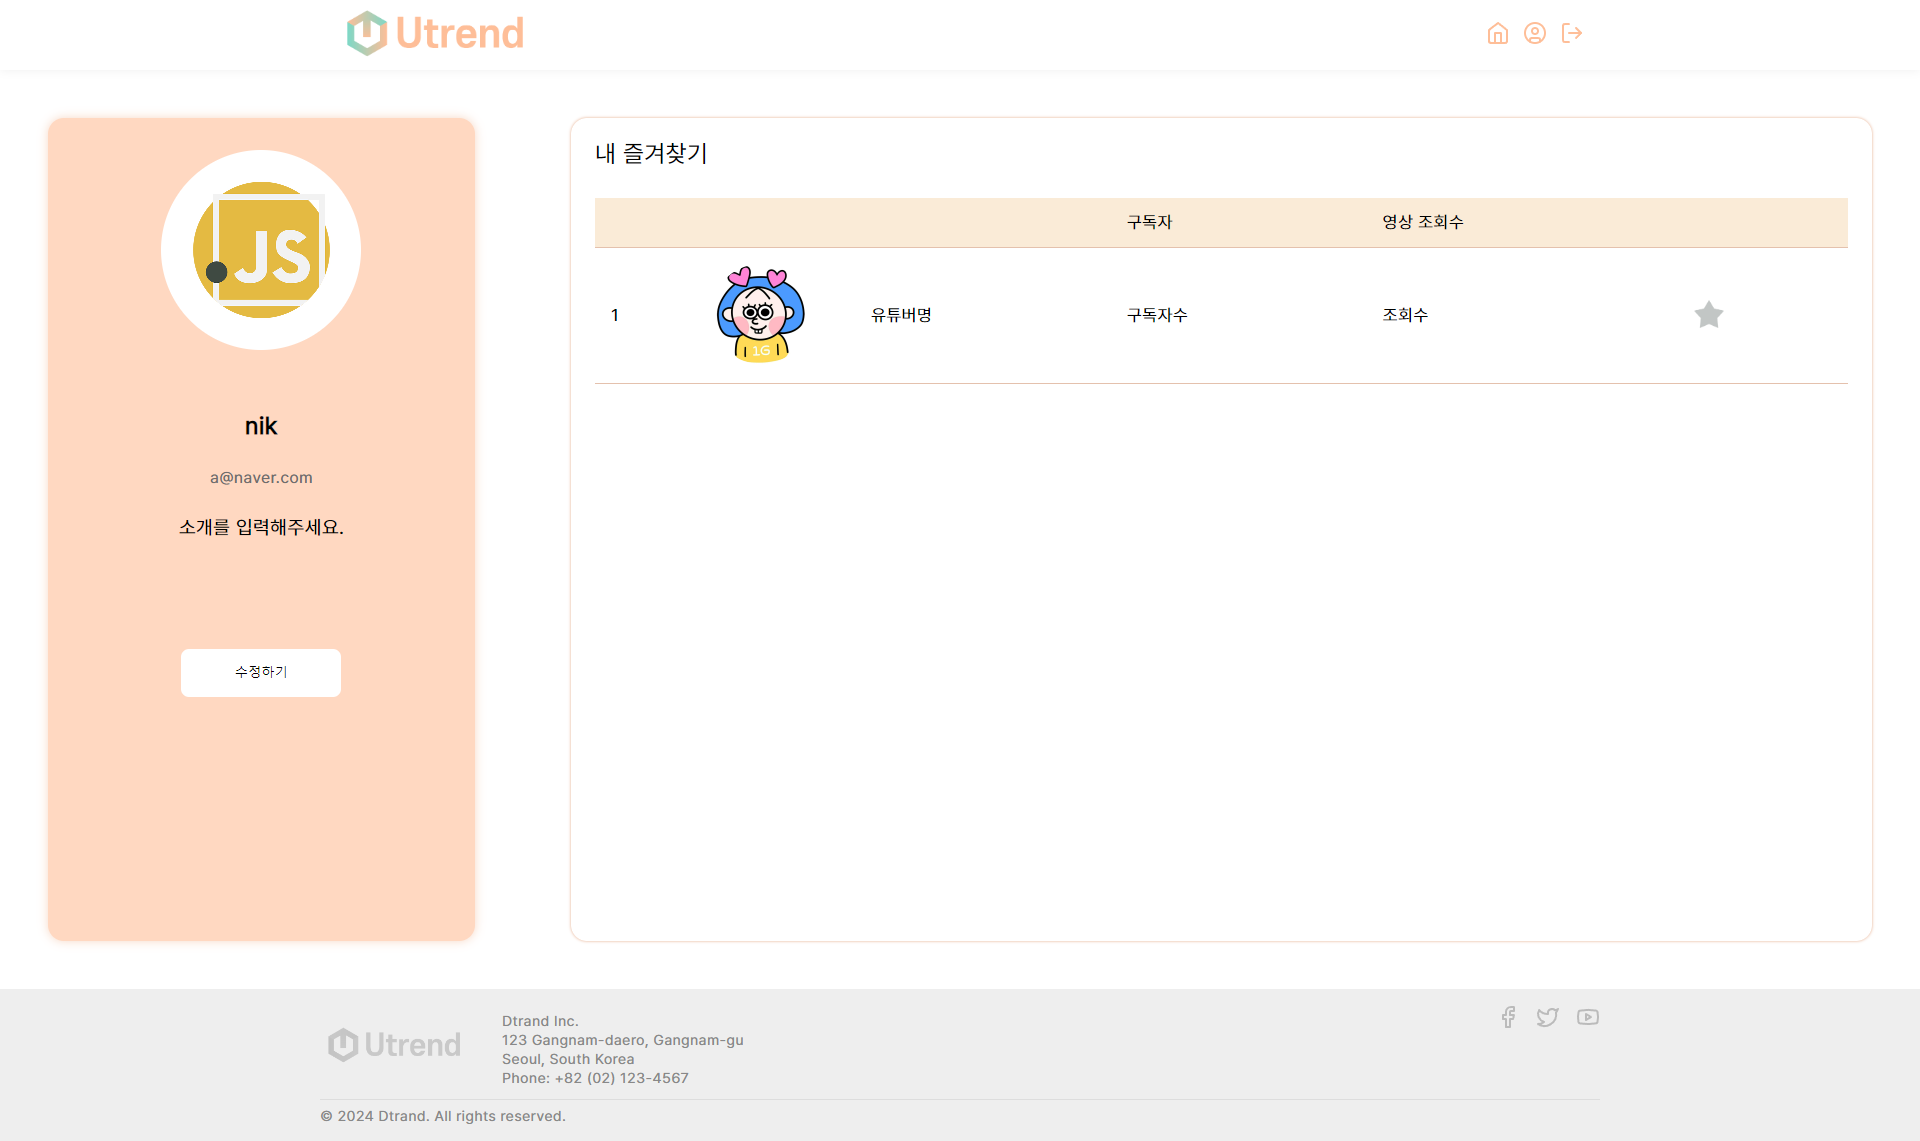 Utrend
JS
nik
a@naver.com
소개를 입력해주세요.
수정하기
내 즐겨찾기
구독자 영상 조회수
1 1G 유튜버명 구독자수 조회수
Utrend
Dtrand Inc.
123 Gangnam-daero, Gangnam-gu
Seoul, South Korea
Phone: +82 (02) 123-4567
© 2024 Dtrand. All rights reserved.